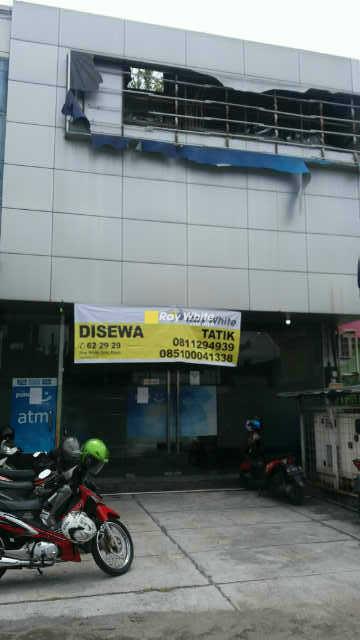 Ray White
DISEWA
TATIK
62 29 29
0811294939
085100041338
atm